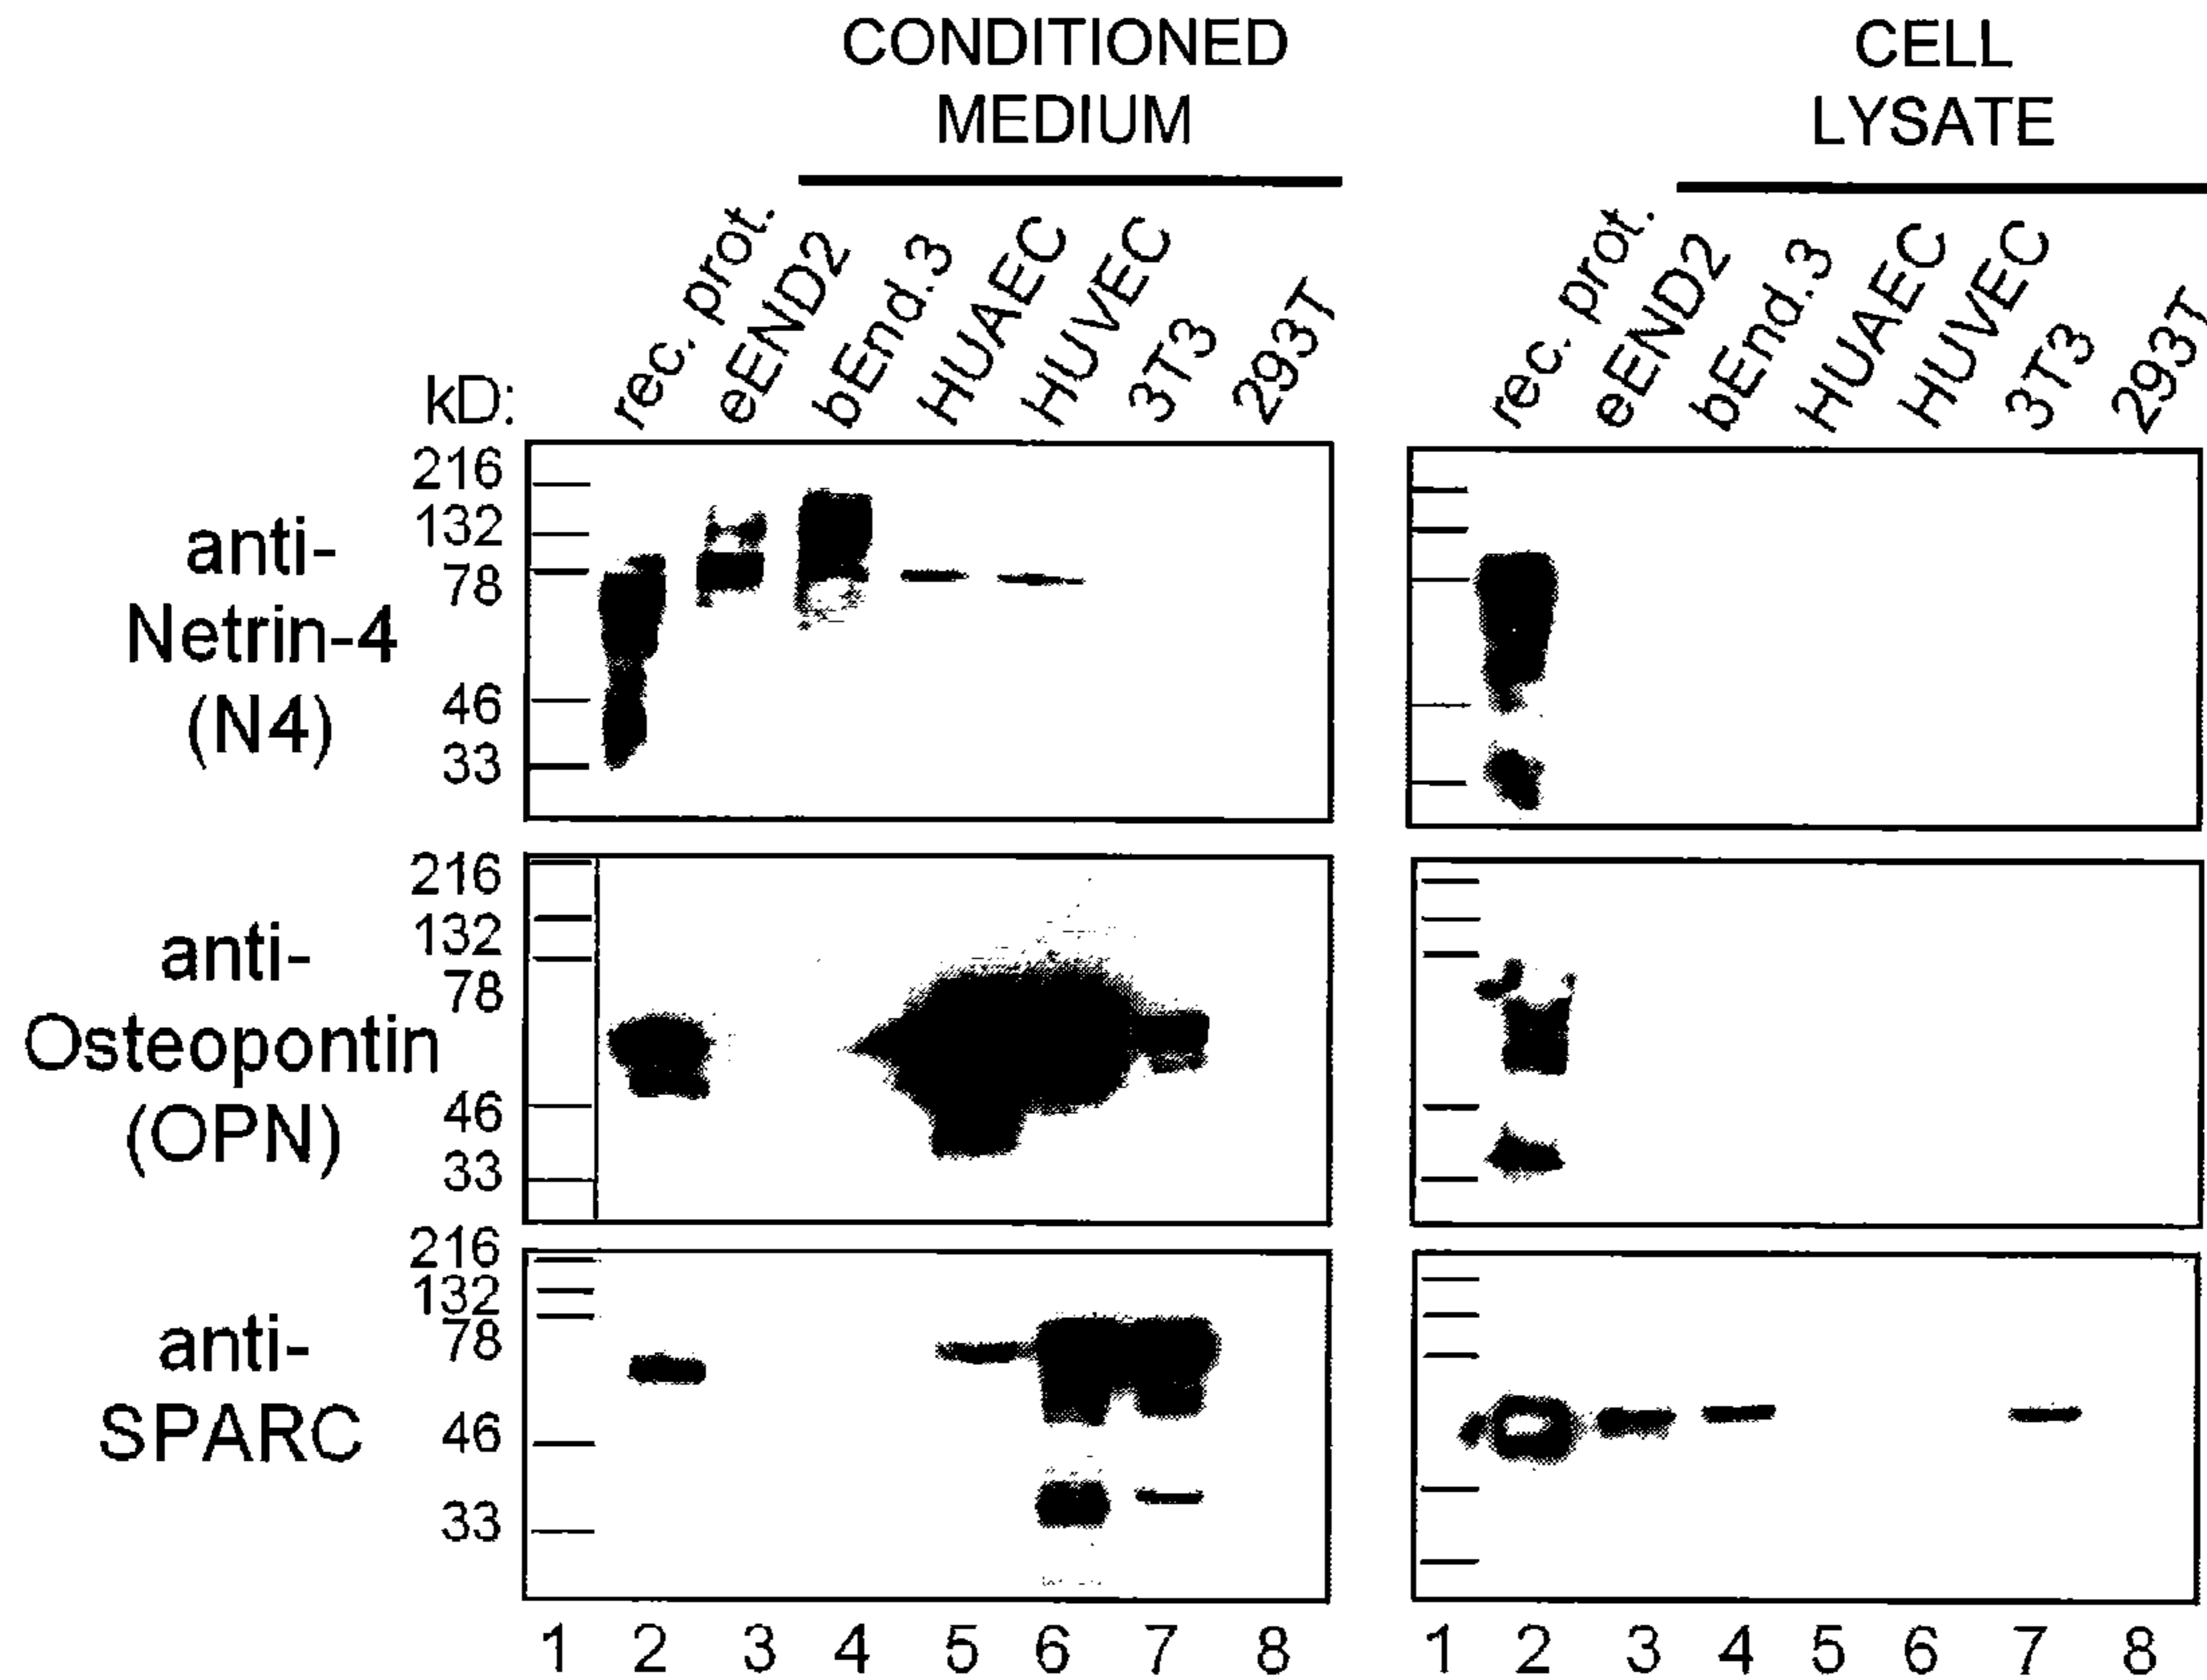 CONDITIONED
MEDIUM
CELL
LYSATE
kD:
rec. prot.
eEND2
bEnd.3
HUAEC
HUVEC
3T3
293T
rec. prot.
eEND2
bEnd.3
HUAEC
HUVEC
3T3
293T
anti-
Netrin-4
(N4)
216
132
78
46
33
anti-
Osteopontin
(OPN)
216
132
78
46
33
anti-
SPARC
216
132
78
46
33
1 2 3 4 5 6 7 8
1 2 3 4 5 6 7 8